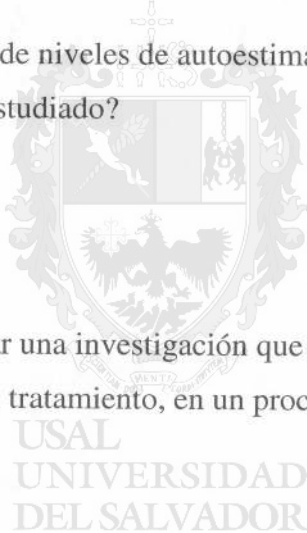 de niveles de autoestima
studiado?
r una investigación que
tratamiento, en un proc
USAL
UNIVERSIDAD
DEL SALVADOR